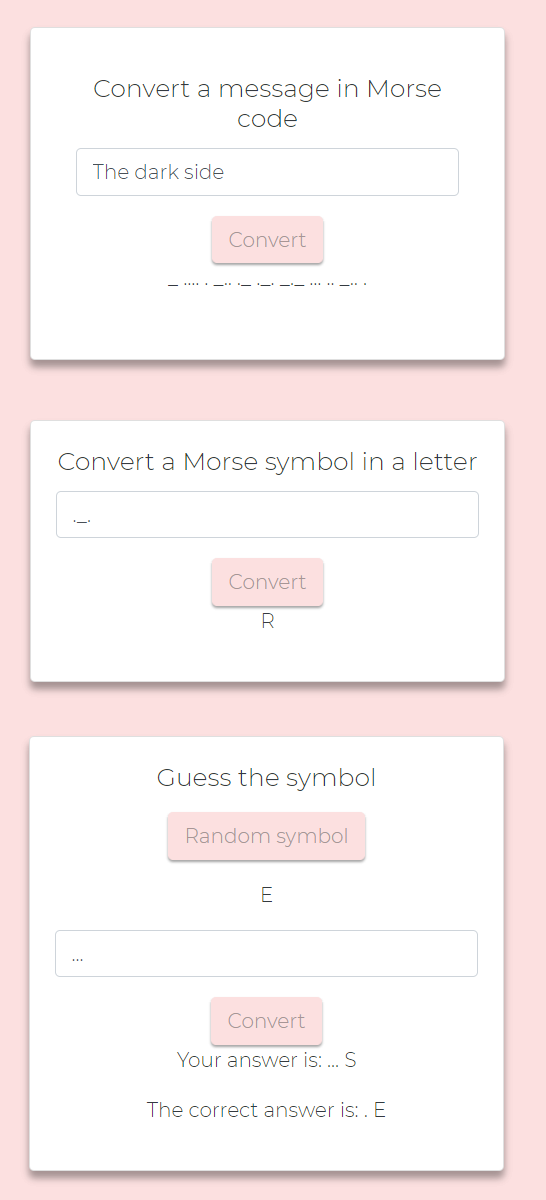 Convert a message in Morse
code
The dark side
Convert
_ .... . _.. ._ ._. _._ ... .. _.. .
Convert a Morse symbol in a letter
._.
Convert
R
Guess the symbol
Random symbol
E
...
Convert
Your answer is: ... S
The correct answer is: . E